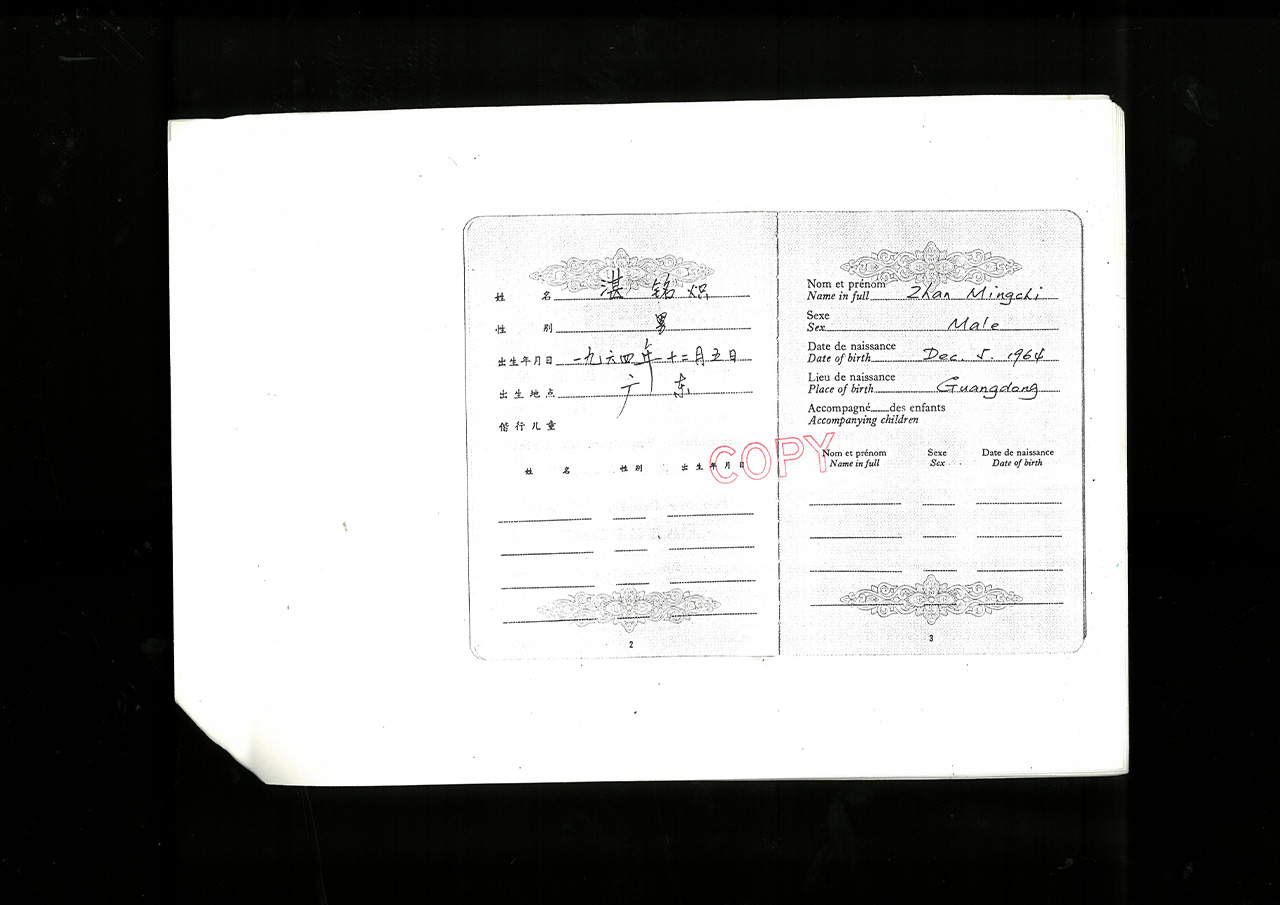 姓 名 湛铭炽
性 别 男
出生年月日 一九六四年十二月五日
出生地点 广东
偕行儿童
姓 名 性别 出生年月日
2
COPY
Nom et prénom
Name in full Zhan Mingchi
Sexe
Sex Male
Date de naissance
Date of birth Dec. 5. 1964
Lieu de naissance
Place of birth Guangdong
Accompagné......des enfants
Accompanying children
Nom et prénom Sexe Date de naissance
Name in full Sex Date of birth
3